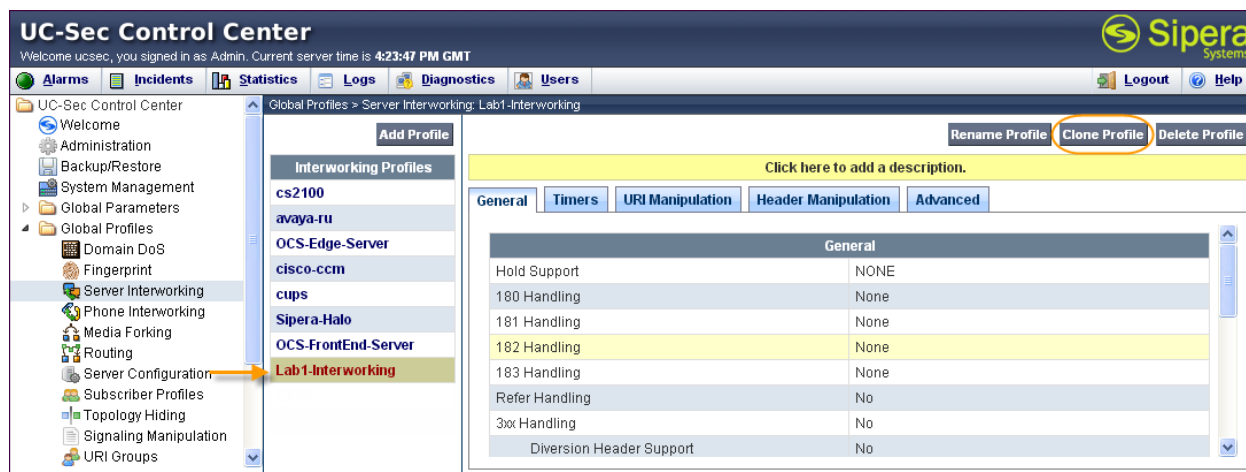 UC-Sec Control Center
Welcome ucsec, you signed in as Admin. Current server time is 4:23:47 PM GMT
Sipera
Systems
Alarms Incidents Statistics Logs Diagnostics Users Logout Help
UC-Sec Control Center
Welcome
Administration
Backup/Restore
System Management
Global Parameters
Global Profiles
Domain DoS
Fingerprint
Server Interworking
Phone Interworking
Media Forking
Routing
Server Configuration
Subscriber Profiles
Topology Hiding
Signaling Manipulation
URI Groups
Global Profiles > Server Interworking: Lab1-Interworking
Add Profile
Interworking Profiles
cs2100
avaya-ru
OCS-Edge-Server
cisco-ccm
cups
Sipera-Halo
OCS-FrontEnd-Server
Lab1-Interworking
Rename Profile Clone Profile Delete Profile
Click here to add a description.
General Timers URI Manipulation Header Manipulation Advanced
General
Hold Support NONE
180 Handling None
181 Handling None
182 Handling None
183 Handling None
Refer Handling No
3xx Handling No
Diversion Header Support No